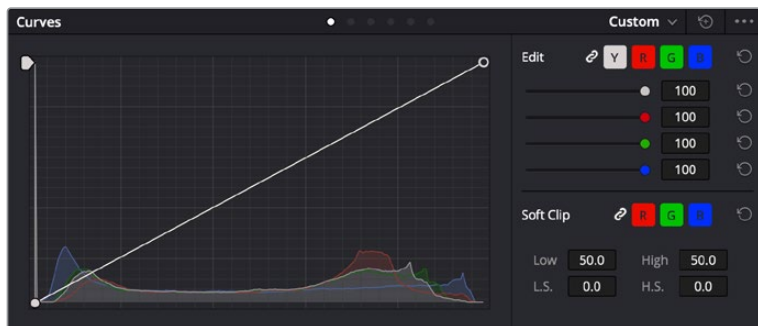 Curves Custom
Edit Y R G B
100
100
100
100
Soft Clip R G B
Low 50.0 High 50.0
L.S. 0.0 H.S. 0.0